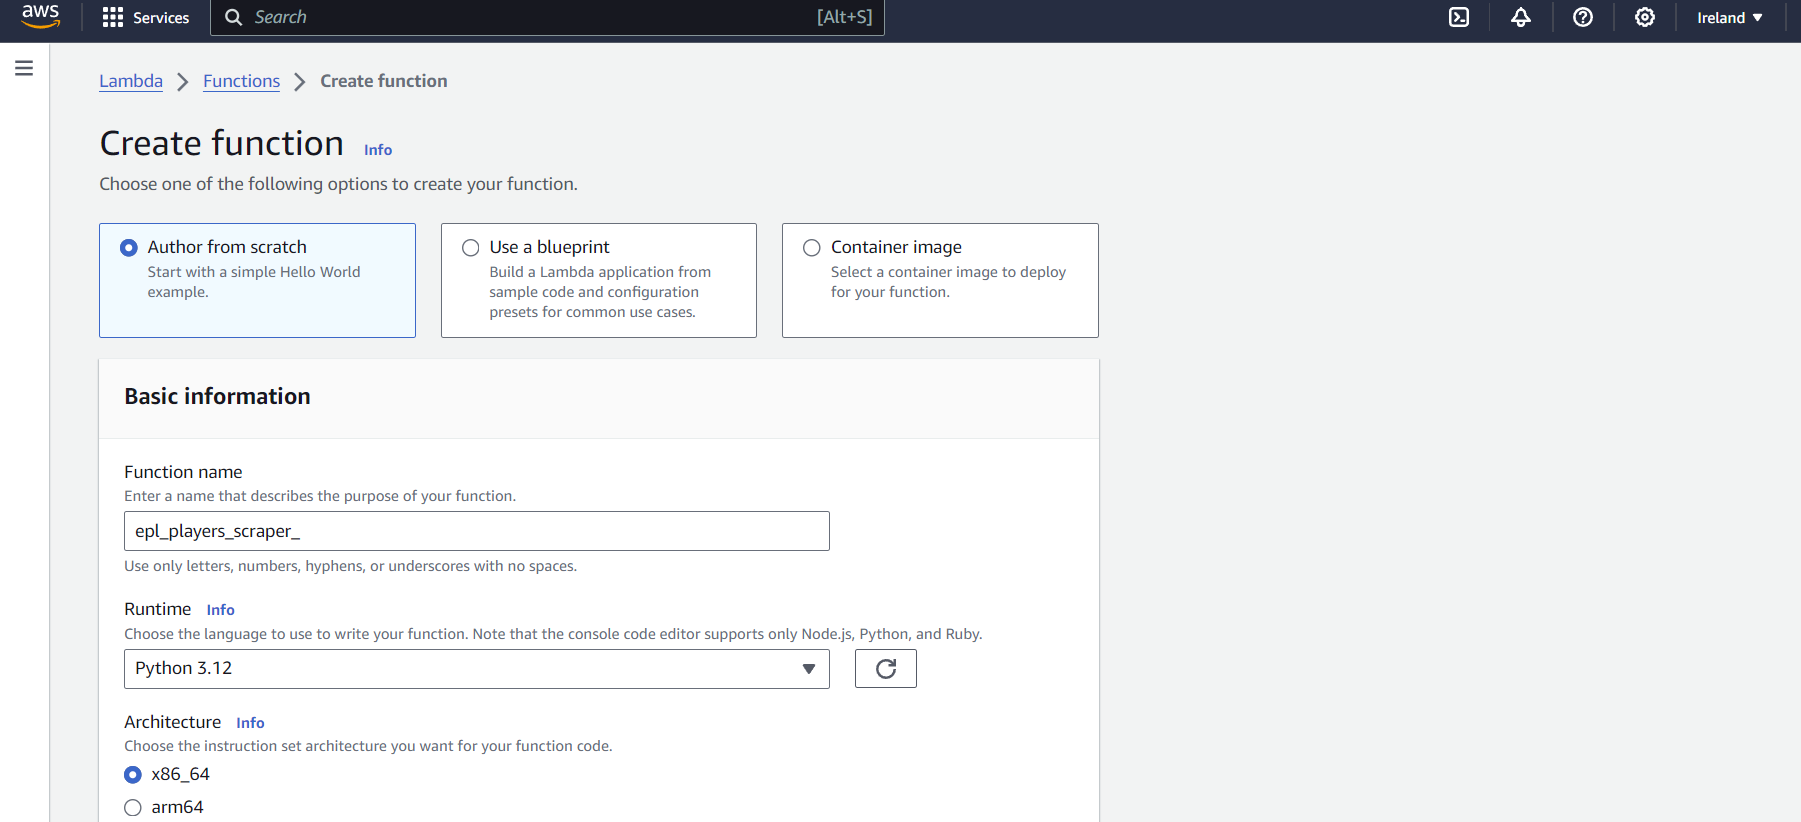 aws
Services
Search
[Alt+S]
Ireland
Lambda Functions Create function
Create function Info
Choose one of the following options to create your function.
Author from scratch
Start with a simple Hello World
example.
Use a blueprint
Build a Lambda application from
sample code and configuration
presets for common use cases.
Container image
Select a container image to deploy
for your function.
Basic information
Function name
Enter a name that describes the purpose of your function.
epl_players_scraper_
Use only letters, numbers, hyphens, or underscores with no spaces.
Runtime Info
Choose the language to use to write your function. Note that the console code editor supports only Node.js, Python, and Ruby.
Python 3.12
Architecture Info
Choose the instruction set architecture you want for your function code.
x86_64
arm64